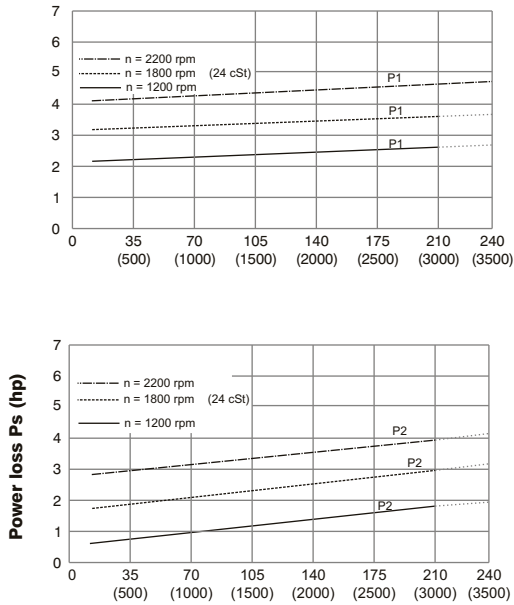 7
6
5
4
3
2
1
0
n = 2200 rpm
n = 1800 rpm (24 cSt)
n = 1200 rpm
P1
P1
P1
0 35 70 105 140 175 210 240
(500) (1000) (1500) (2000) (2500) (3000) (3500)
Power loss Ps (hp)
7
6
5
4
3
2
1
0
n = 2200 rpm
n = 1800 rpm (24 cSt)
n = 1200 rpm
P2
P2
P2
0 35 70 105 140 175 210 240
(500) (1000) (1500) (2000) (2500) (3000) (3500)